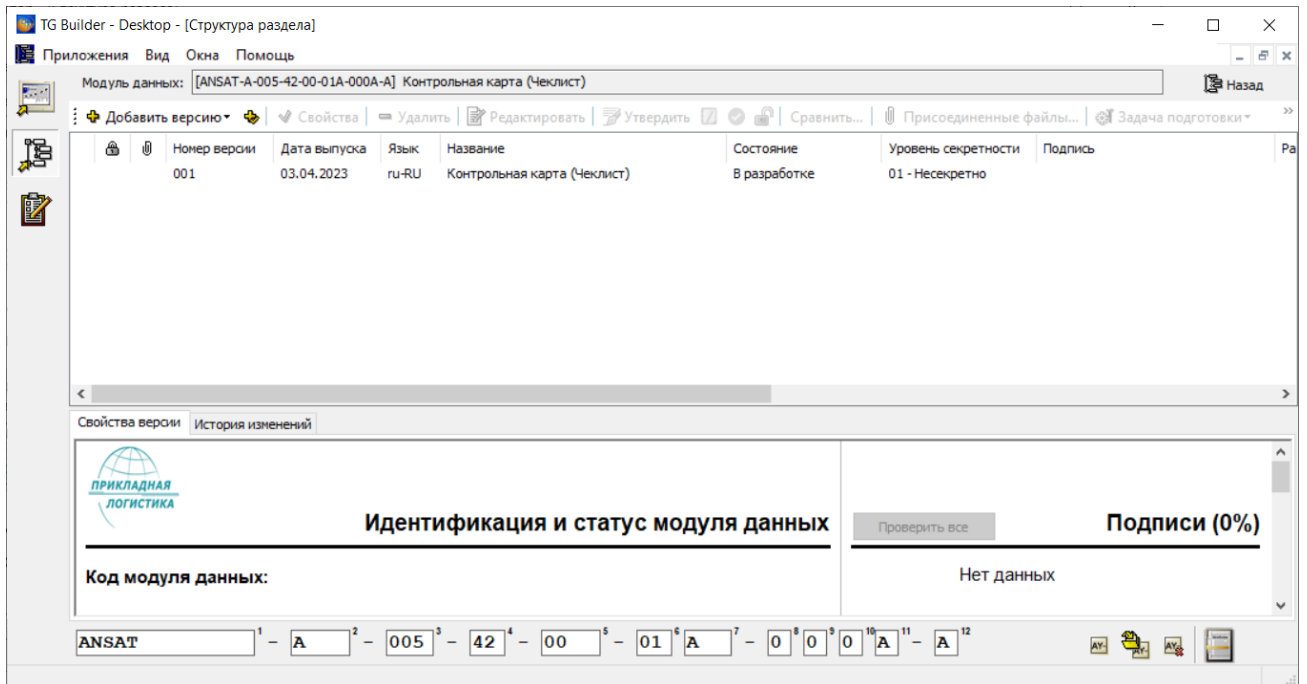 TG Builder - Desktop - [Структура раздела]
Приложения Вид Окна Помощь
Модуль данных: [ANSAT-A-005-42-00-01A-000A-A] Контрольная карта (Чеклист) Назад
Добавить версию Свойства Удалить Редактировать Утвердить Сравнить... Присоединенные файлы... Задача подготовки
Номер версии Дата выпуска Язык Название Состояние Уровень секретности Подпись Ра
001 03.04.2023 ru-RU Контрольная карта (Чеклист) В разработке 01 - Несекретно
Свойства версии История изменений
ПРИКЛАДНАЯ
ЛОГИСТИКА
Идентификация и статус модуля данных Проверить все Подписи (0%)
Код модуля данных: Нет данных
ANSAT 1 - A 2 - 005 3 - 42 4 - 00 5 - 01 6 A 7 - 0 8 0 9 0 10 A 11 - A 12